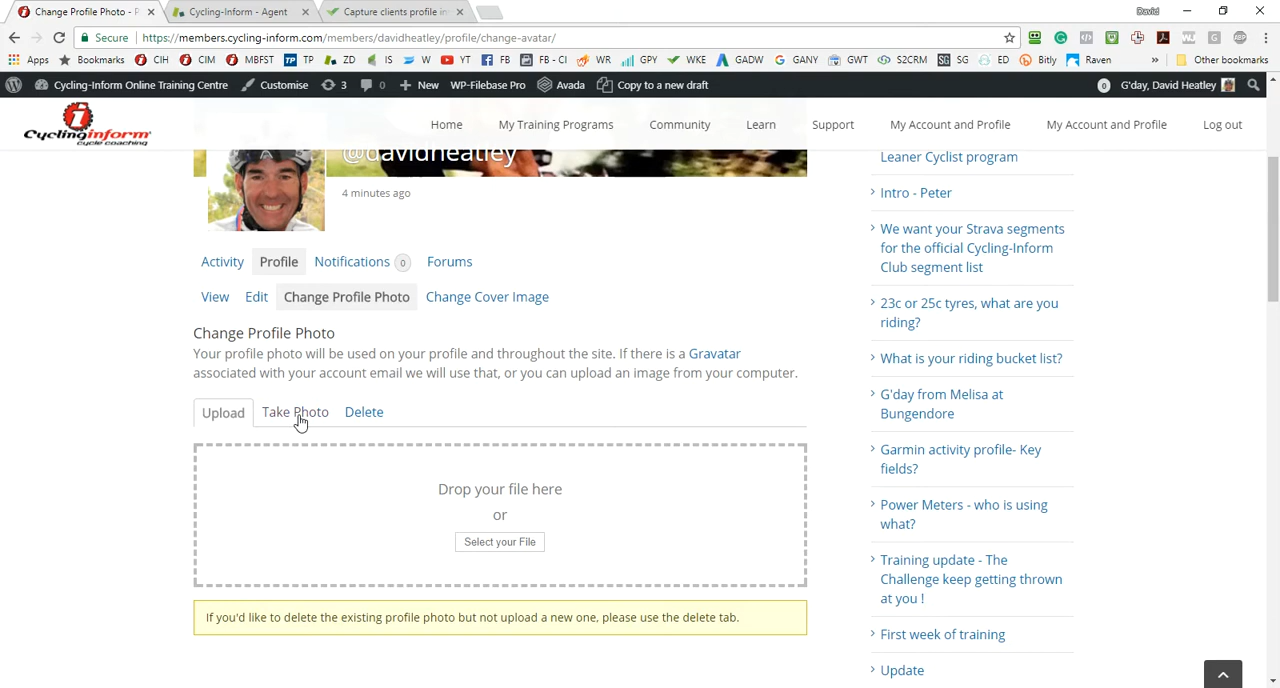 Change Profile Photo - P
Cycling-Inform - Agent
Capture clients profile in
David
Secure
https://members.cycling-inform.com/members/davidheatley/profile/change-avatar/
Apps Bookmarks CIH CIM MBFST TP ZD IS W YT FB FB - CI WR GPY WKE GADW GANY GWT S2CRM SG ED Bitly Raven » Other bookmarks
Cycling-Inform Online Training Centre Customise 3 0 + New WP-Filebase Pro Avada Copy to a new draft 0 G'day, David Heatley
Cyclinginform
cycle coaching
Home My Training Programs Community Learn Support My Account and Profile My Account and Profile Log out
@davidheatley
4 minutes ago
Activity Profile Notifications 0 Forums
View Edit Change Profile Photo Change Cover Image
Change Profile Photo
Your profile photo will be used on your profile and throughout the site. If there is a Gravatar
associated with your account email we will use that, or you can upload an image from your computer.
Upload Take Photo Delete
Drop your file here
or
Select your File
If you'd like to delete the existing profile photo but not upload a new one, please use the delete tab.
Leaner Cyclist program
Intro - Peter
We want your Strava segments
for the official Cycling-Inform
Club segment list
23c or 25c tyres, what are you
riding?
What is your riding bucket list?
G'day from Melisa at
Bungendore
Garmin activity profile- Key
fields?
Power Meters - who is using
what?
Training update - The
Challenge keep getting thrown
at you !
First week of training
Update